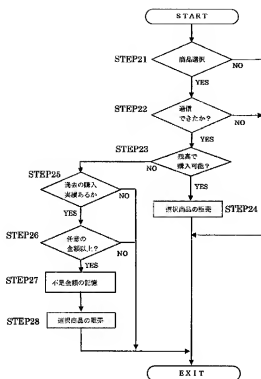 START
STEP21
商品選択
NO
YES
STEP22
通信
できたか？
NO
YES
STEP23
残高で
購入可能？
NO
YES
STEP25
過去の購入
実績あるか
NO
YES
選択商品の販売
STEP24
STEP26
任意の
金額以上？
NO
YES
STEP27
不足金額の記憶
STEP28
選択商品の販売
EXIT